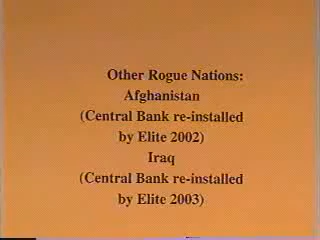 Other Rogue Nations:
Afghanistan
(Central Bank re-installed
by Elite 2002)
Iraq
(Central Bank re-installed
by Elite 2003)